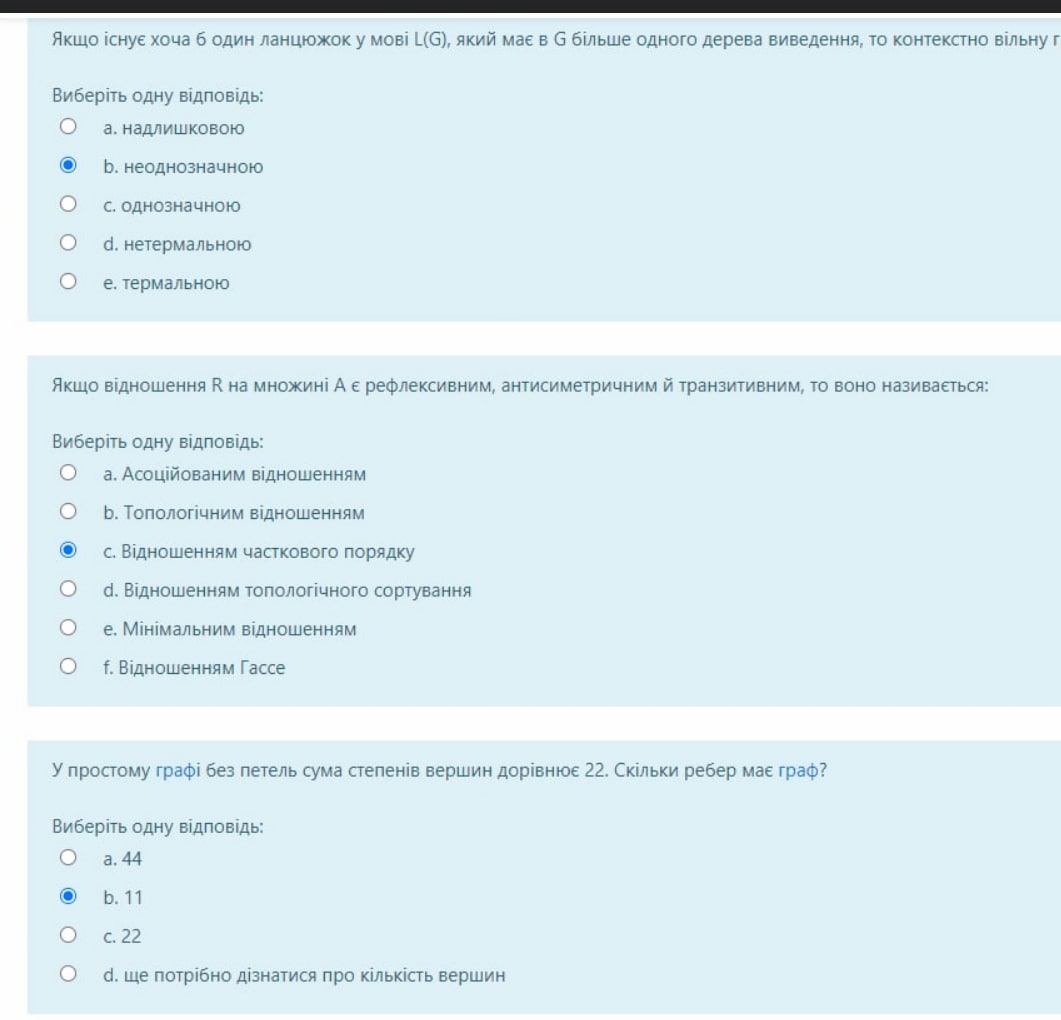 Якщо існує хоча б один ланцюжок у мові L(G), який має в G більше одного дерева виведення, то контекстно вільну г
Виберіть одну відповідь:
a. надлишковою
b. неоднозначною
c. однозначною
d. нетермальною
e. термальною
Якщо відношення R на множині A є рефлексивним, антисиметричним й транзитивним, то воно називається:
Виберіть одну відповідь:
a. Асоційованим відношенням
b. Топологічним відношенням
c. Відношенням часткового порядку
d. Відношенням топологічного сортування
e. Мінімальним відношенням
f. Відношенням Гассе
У простому графі без петель сума степенів вершин дорівнює 22. Скільки ребер має граф?
Виберіть одну відповідь:
a. 44
b. 11
c. 22
d. ще потрібно дізнатися про кількість вершин